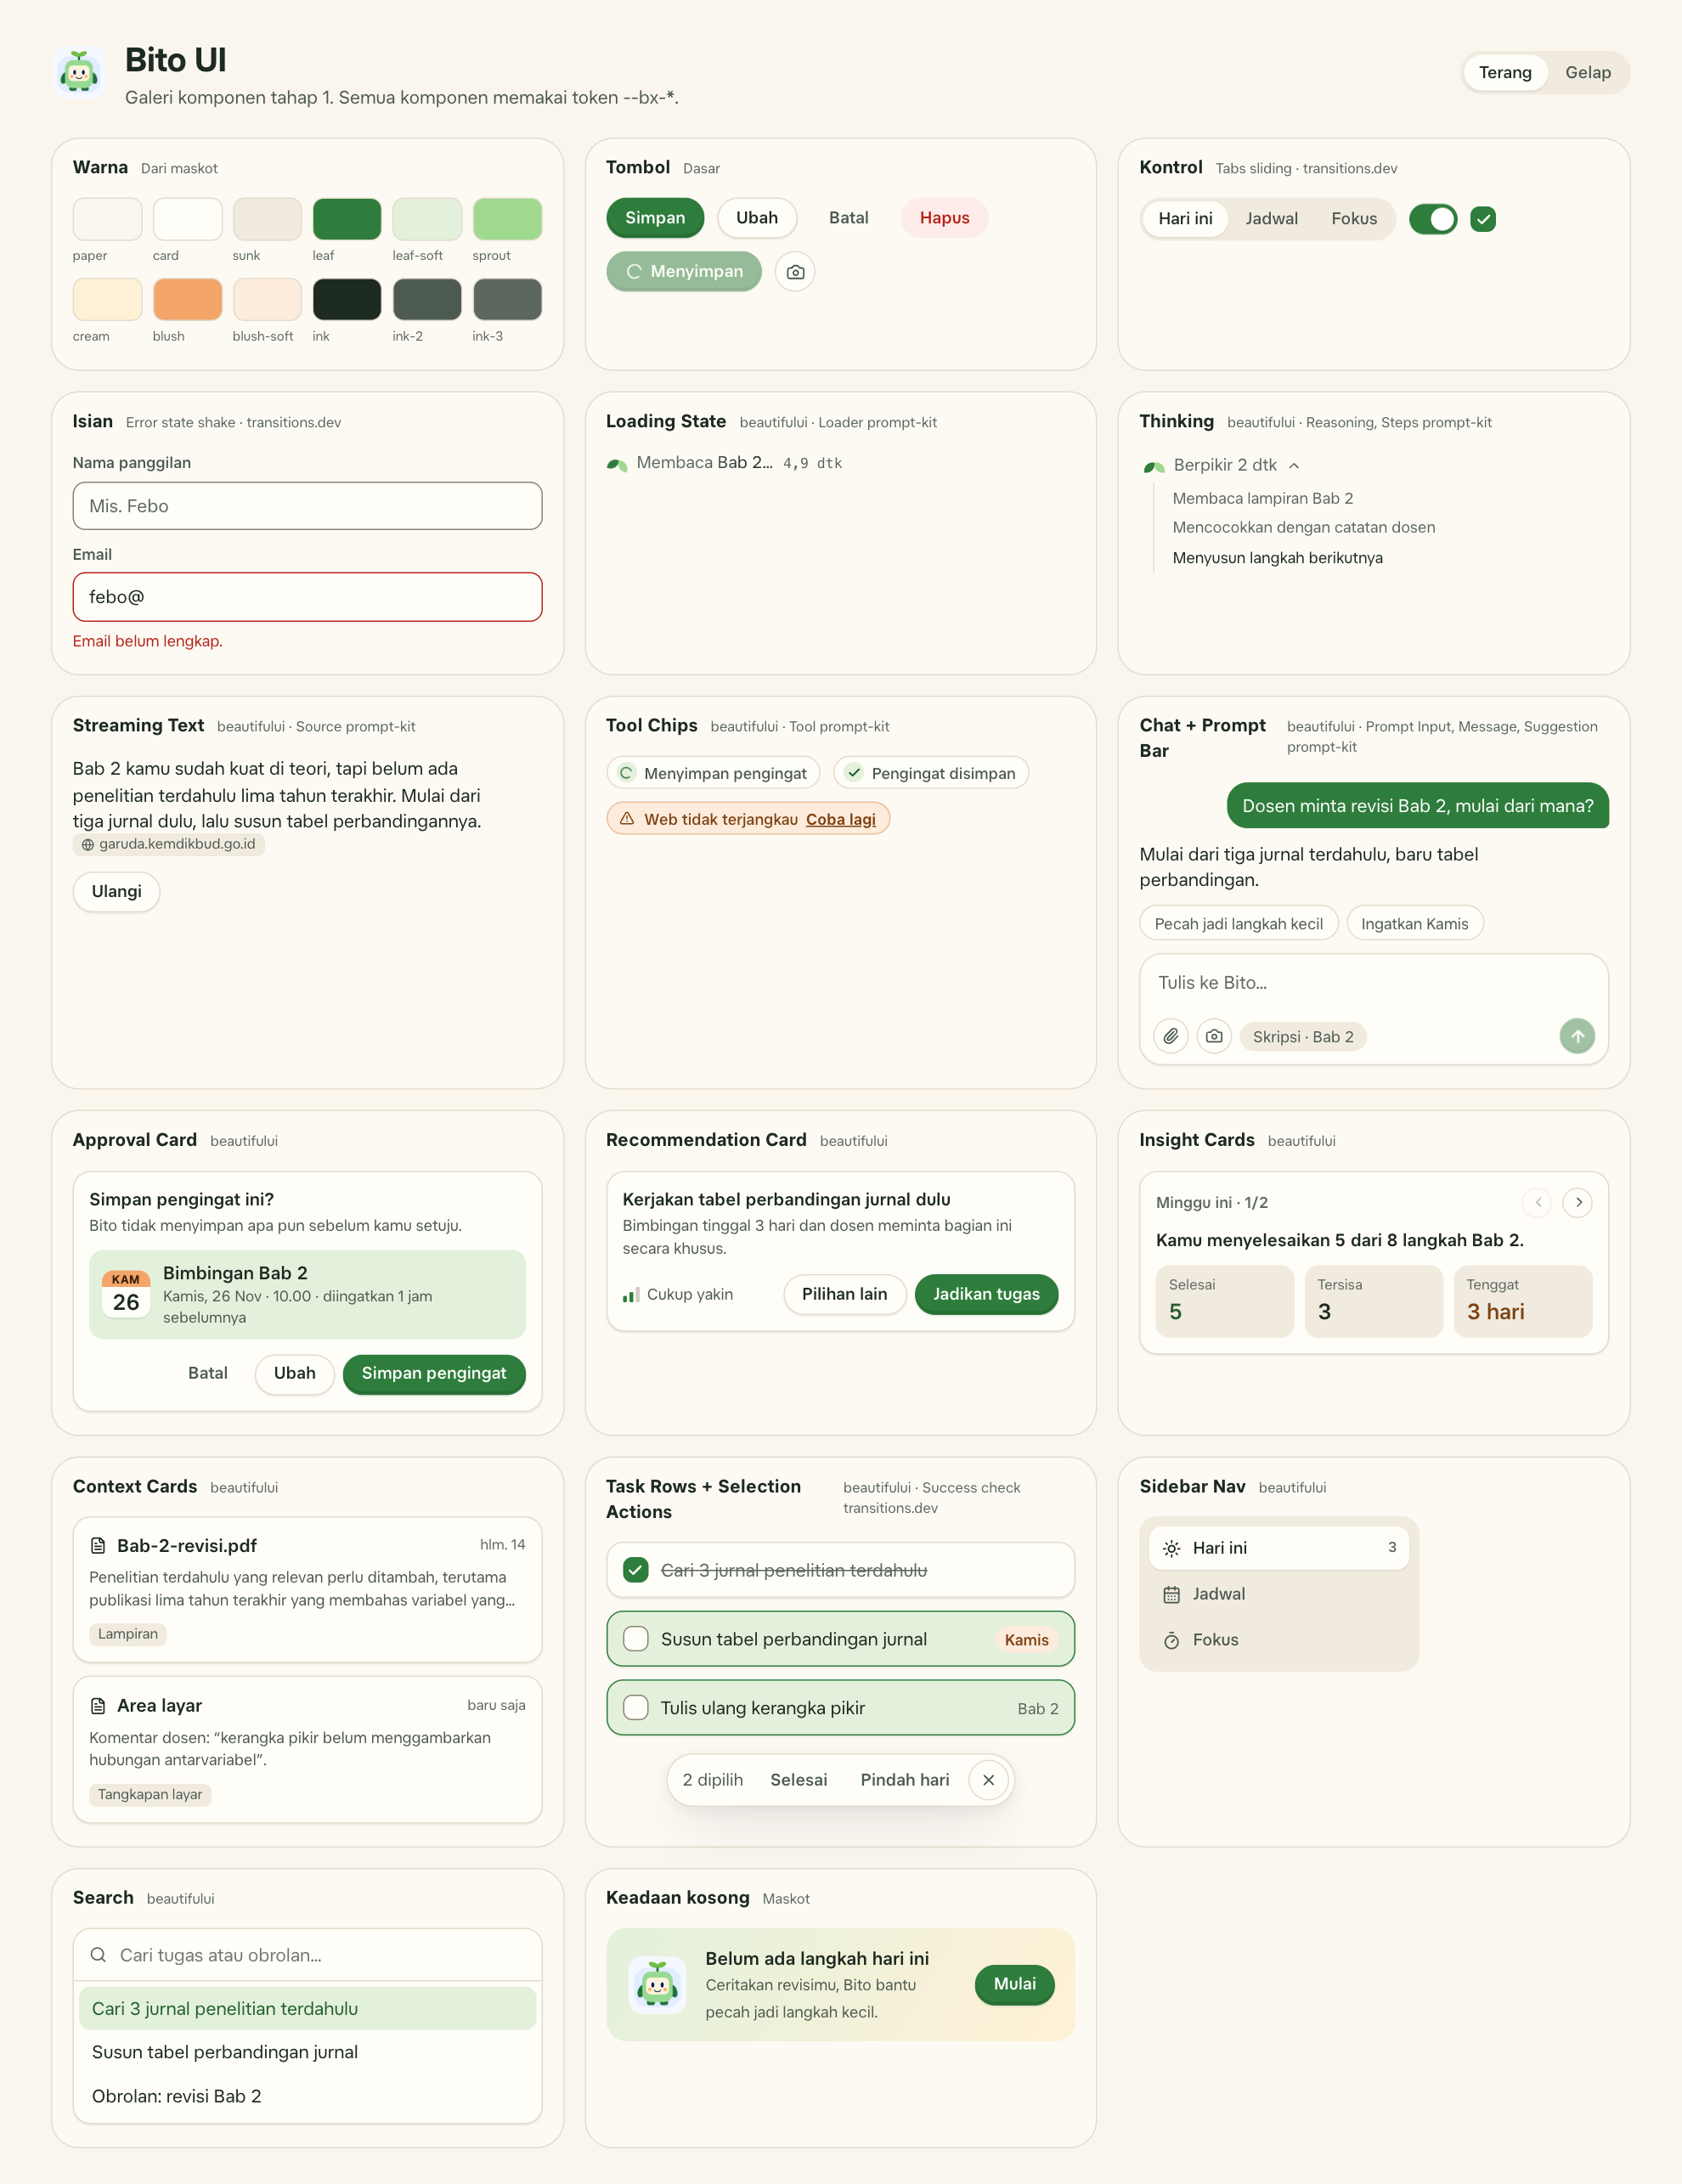 Bito UI
Galeri komponen tahap 1. Semua komponen memakai token --bx-*.
Terang Gelap
Warna Dari maskot
paper card sunk leaf leaf-soft sprout
cream blush blush-soft ink ink-2 ink-3
Tombol Dasar
Simpan Ubah Batal Hapus
Menyimpan
Kontrol Tabs sliding · transitions.dev
Hari ini Jadwal Fokus
Isian Error state shake · transitions.dev
Nama panggilan
Mis. Febo
Email
febo@
Email belum lengkap.
Loading State beautifului · Loader prompt-kit
Membaca Bab 2... 4,9 dtk
Thinking beautifului · Reasoning, Steps prompt-kit
Berpikir 2 dtk
Membaca lampiran Bab 2
Mencocokkan dengan catatan dosen
Menyusun langkah berikutnya
Streaming Text beautifului · Source prompt-kit
Bab 2 kamu sudah kuat di teori, tapi belum ada
penelitian terdahulu lima tahun terakhir. Mulai dari
tiga jurnal dulu, lalu susun tabel perbandingannya.
garuda.kemdikbud.go.id
Ulangi
Tool Chips beautifului · Tool prompt-kit
Menyimpan pengingat Pengingat disimpan
Web tidak terjangkau Coba lagi
Chat + Prompt
Bar
beautifului · Prompt Input, Message, Suggestion
prompt-kit
Dosen minta revisi Bab 2, mulai dari mana?
Mulai dari tiga jurnal terdahulu, baru tabel
perbandingan.
Pecah jadi langkah kecil Ingatkan Kamis
Tulis ke Bito...
Skripsi · Bab 2
Approval Card beautifului
Simpan pengingat ini?
Bito tidak menyimpan apa pun sebelum kamu setuju.
KAM
26
Bimbingan Bab 2
Kamis, 26 Nov · 10.00 · diingatkan 1 jam
sebelumnya
Batal Ubah Simpan pengingat
Recommendation Card beautifului
Kerjakan tabel perbandingan jurnal dulu
Bimbingan tinggal 3 hari dan dosen meminta bagian ini
secara khusus.
Cukup yakin Pilihan lain Jadikan tugas
Insight Cards beautifului
Minggu ini · 1/2
Kamu menyelesaikan 5 dari 8 langkah Bab 2.
Selesai Tersisa Tenggat
5 3 3 hari
Context Cards beautifului
Bab-2-revisi.pdf hlm. 14
Penelitian terdahulu yang relevan perlu ditambah, terutama
publikasi lima tahun terakhir yang membahas variabel yang...
Lampiran
Area layar baru saja
Komentar dosen: “kerangka pikir belum menggambarkan
hubungan antarvariabel”.
Tangkapan layar
Task Rows + Selection
Actions
beautifului · Success check
transitions.dev
Cari 3 jurnal penelitian terdahulu
Susun tabel perbandingan jurnal Kamis
Tulis ulang kerangka pikir Bab 2
2 dipilih Selesai Pindah hari
Sidebar Nav beautifului
Hari ini 3
Jadwal
Fokus
Search beautifului
Cari tugas atau obrolan...
Cari 3 jurnal penelitian terdahulu
Susun tabel perbandingan jurnal
Obrolan: revisi Bab 2
Keadaan kosong Maskot
Belum ada langkah hari ini
Ceritakan revisimu, Bito bantu
pecah jadi langkah kecil.
Mulai